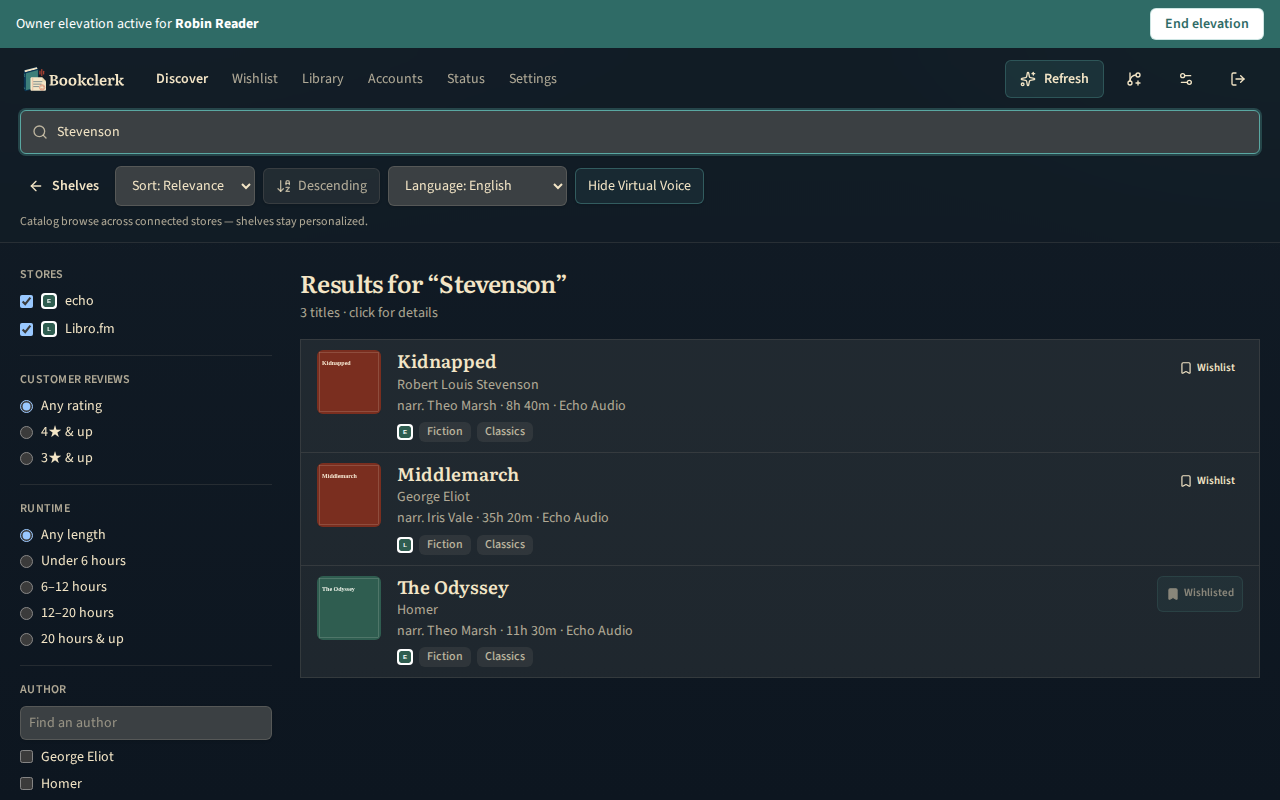 Owner elevation active for Robin Reader
End elevation
Bookclerk
Discover
Wishlist
Library
Accounts
Status
Settings
Refresh
Stevenson
Shelves
Sort: Relevance
Descending
Language: English
Hide Virtual Voice
Catalog browse across connected stores — shelves stay personalized.
STORES
E
echo
L
Libro.fm
CUSTOMER REVIEWS
Any rating
4★ & up
3★ & up
RUNTIME
Any length
Under 6 hours
6–12 hours
12–20 hours
20 hours & up
AUTHOR
Find an author
George Eliot
Homer
Results for “Stevenson”
3 titles · click for details
Kidnapped
Kidnapped
Robert Louis Stevenson
narr. Theo Marsh · 8h 40m · Echo Audio
E
Fiction
Classics
Wishlist
Middlemarch
Middlemarch
George Eliot
narr. Iris Vale · 35h 20m · Echo Audio
L
Fiction
Classics
Wishlist
The Odyssey
The Odyssey
Homer
narr. Theo Marsh · 11h 30m · Echo Audio
E
Fiction
Classics
Wishlisted